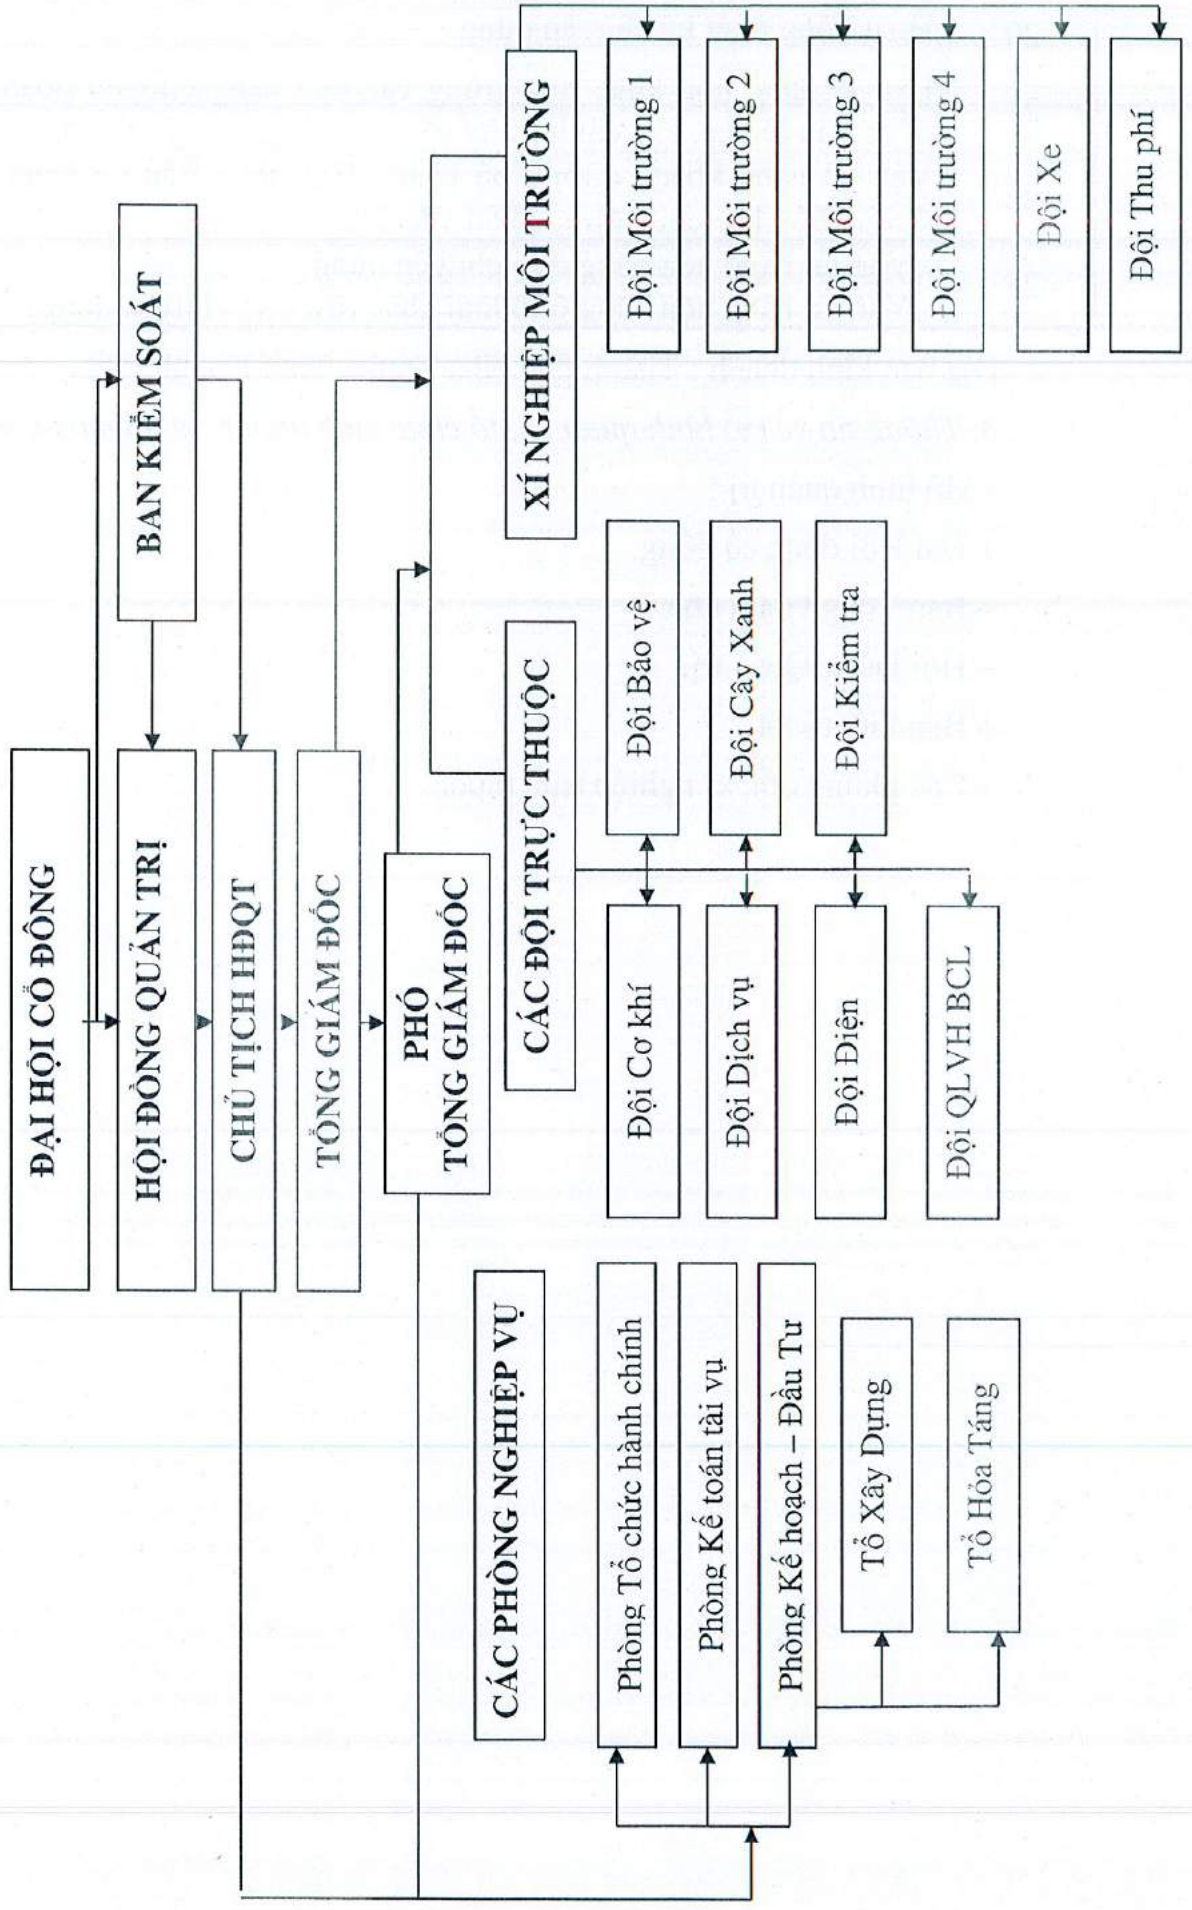 ĐẠI HỘI CỔ ĐÔNG
HỘI ĐỒNG QUẢN TRỊ
BAN KIỂM SOÁT
CHỦ TỊCH HĐQT
TỔNG GIÁM ĐỐC
PHÓ
TỔNG GIÁM ĐỐC
CÁC PHÒNG NGHIỆP VỤ
CÁC ĐỘI TRỰC THUỘC
XÍ NGHIỆP MÔI TRƯỜNG
Phòng Tổ chức hành chính
Phòng Kế toán tài vụ
Phòng Kế hoạch – Đầu Tư
Tổ Xây Dựng
Tổ Hỏa Táng
Đội Cơ khí
Đội Dịch vụ
Đội Điện
Đội QLVH BCL
Đội Bảo vệ
Đội Cây Xanh
Đội Kiểm tra
Đội Môi trường 1
Đội Môi trường 2
Đội Môi trường 3
Đội Môi trường 4
Đội Xe
Đội Thu phí